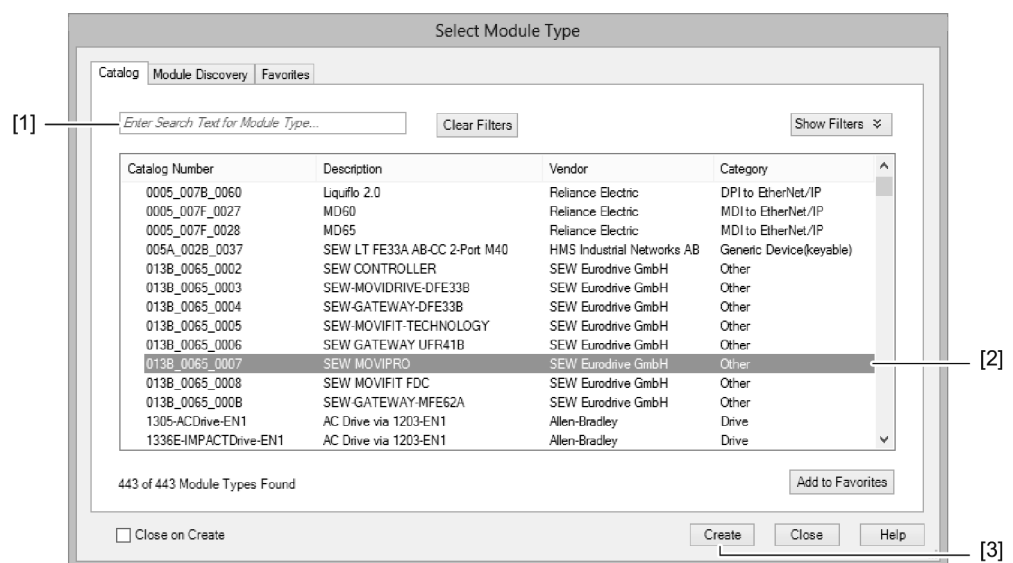 Select Module Type
Catalog Module Discovery Favorites
[1] Enter Search Text for Module Type... Clear Filters Show Filters
Catalog Number Description Vendor Category
0005_007B_0060 Liquiflo 2.0 Reliance Electric DPI to EtherNet/IP
0005_007F_0027 MD60 Reliance Electric MDI to EtherNet/IP
0005_007F_0028 MD65 Reliance Electric MDI to EtherNet/IP
005A_002B_0037 SEW LT FE33A AB-CC 2-Port M40 HMS Industrial Networks AB Generic Device(keyable)
013B_0065_0002 SEW CONTROLLER SEW Eurodrive GmbH Other
013B_0065_0003 SEW-MOVIDRIVE-DFE33B SEW Eurodrive GmbH Other
013B_0065_0004 SEW-GATEWAY-DFE33B SEW Eurodrive GmbH Other
013B_0065_0005 SEW-MOVIFIT-TECHNOLOGY SEW Eurodrive GmbH Other
013B_0065_0006 SEW GATEWAY UFR41B SEW Eurodrive GmbH Other
013B_0065_0007 SEW MOVIPRO SEW Eurodrive GmbH Other [2]
013B_0065_0008 SEW MOVIFIT FDC SEW Eurodrive GmbH Other
013B_0065_000B SEW-GATEWAY-MFE62A SEW Eurodrive GmbH Other
1305-ACDrive-EN1 AC Drive via 1203-EN1 Allen-Bradley Drive
1336E-IMPACTDrive-EN1 AC Drive via 1203-EN1 Allen-Bradley Drive
443 of 443 Module Types Found Add to Favorites
Close on Create Create Close Help
[3]